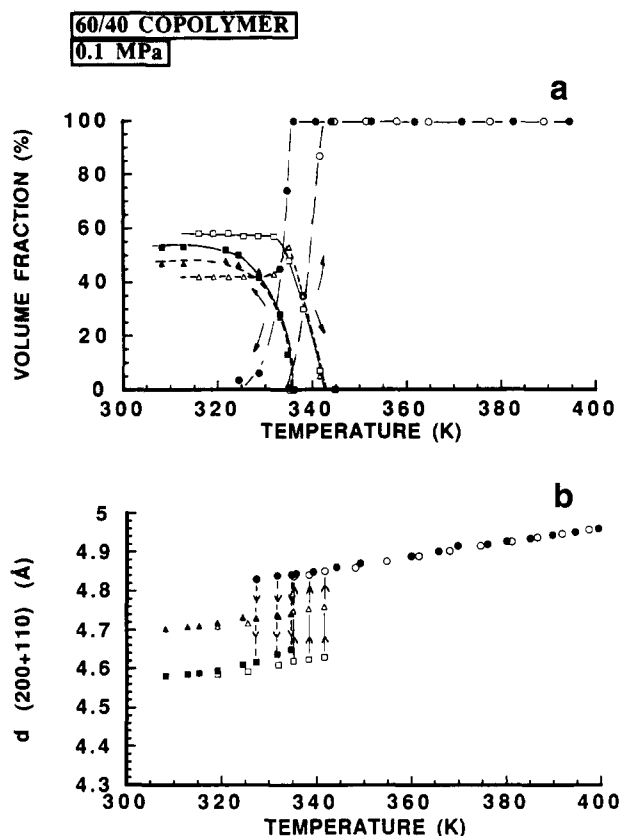 60/40 COPOLYMER
0.1 MPa
a
VOLUME FRACTION (%)
100
80
60
40
20
0
300 320 340 360 380 400
TEMPERATURE (K)
b
d (200+110) (Å)
5
4.9
4.8
4.7
4.6
4.5
4.4
4.3
300 320 340 360 380 400
TEMPERATURE (K)